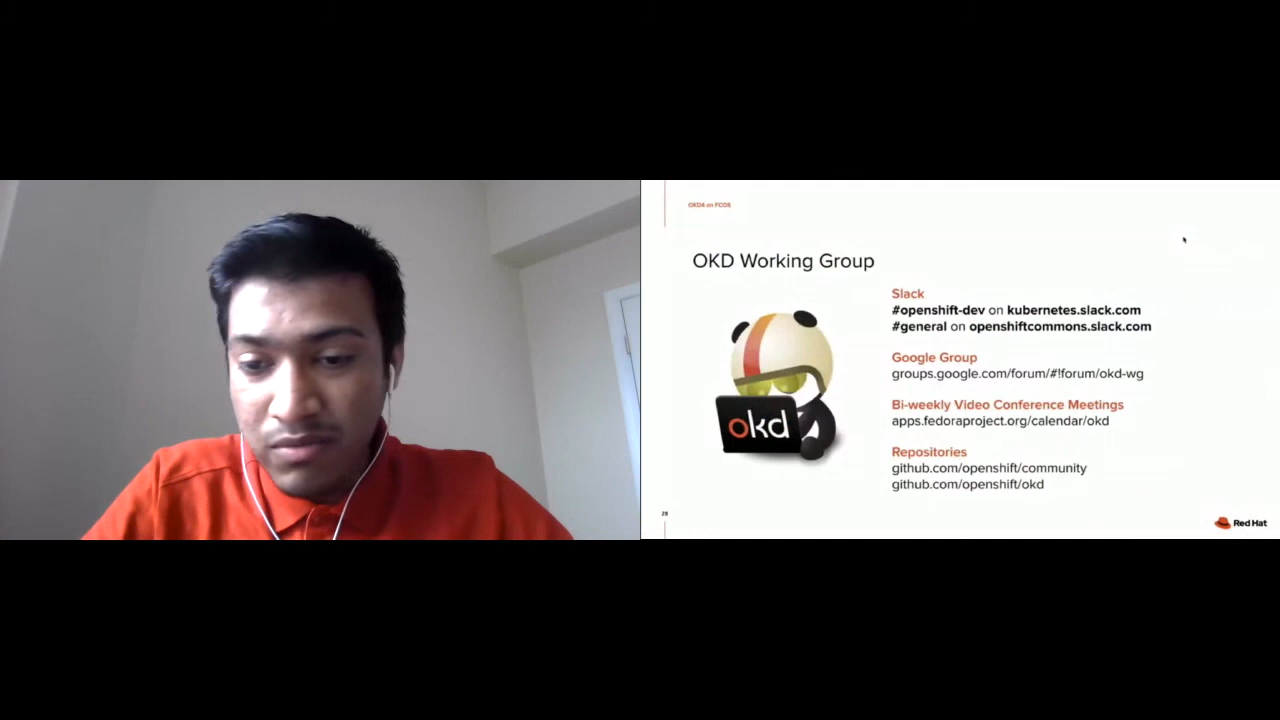 OKD4 on FCOS
OKD Working Group
Slack
#openshift-dev on kubernetes.slack.com
#general on openshiftcommons.slack.com
Google Group
groups.google.com/forum/#!forum/okd-wg
Bi-weekly Video Conference Meetings
apps.fedoraproject.org/calendar/okd
Repositories
github.com/openshift/community
github.com/openshift/okd
okd
28
Red Hat